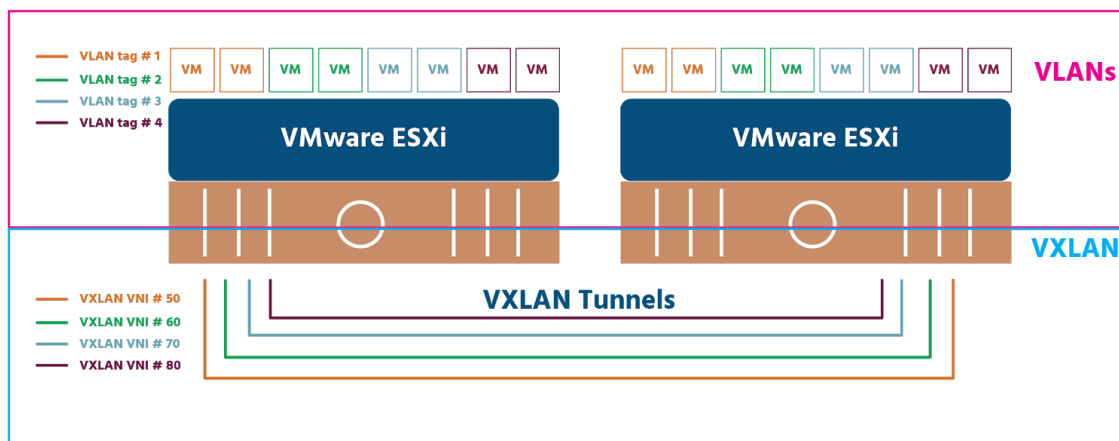 VLAN tag # 1
VLAN tag # 2
VLAN tag # 3
VLAN tag # 4
VM VM VM VM VM VM VM VM
VM VM VM VM VM VM VM VM
VLANs
VMware ESXi
VMware ESXi
VXLAN
VXLAN VNI # 50
VXLAN VNI # 60
VXLAN VNI # 70
VXLAN VNI # 80
VXLAN Tunnels